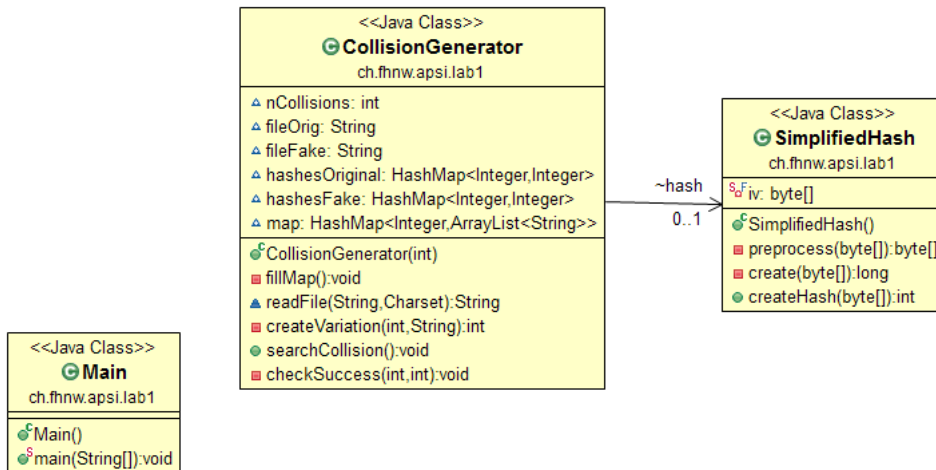 <<Java Class>>
CollisionGenerator
ch.fhnw.apsi.lab1
nCollisions: int
fileOrig: String
fileFake: String
hashesOriginal: HashMap<Integer,Integer>
hashesFake: HashMap<Integer,Integer>
map: HashMap<Integer,ArrayList<String>>
CollisionGenerator(int)
fillMap():void
readFile(String,Charset):String
createVariation(int,String):int
searchCollision():void
checkSuccess(int,int):void
~hash
0..1
<<Java Class>>
SimplifiedHash
ch.fhnw.apsi.lab1
iv: byte[]
SimplifiedHash()
preprocess(byte[]):byte[]
create(byte[]):long
createHash(byte[]):int
<<Java Class>>
Main
ch.fhnw.apsi.lab1
Main()
main(String[]):void